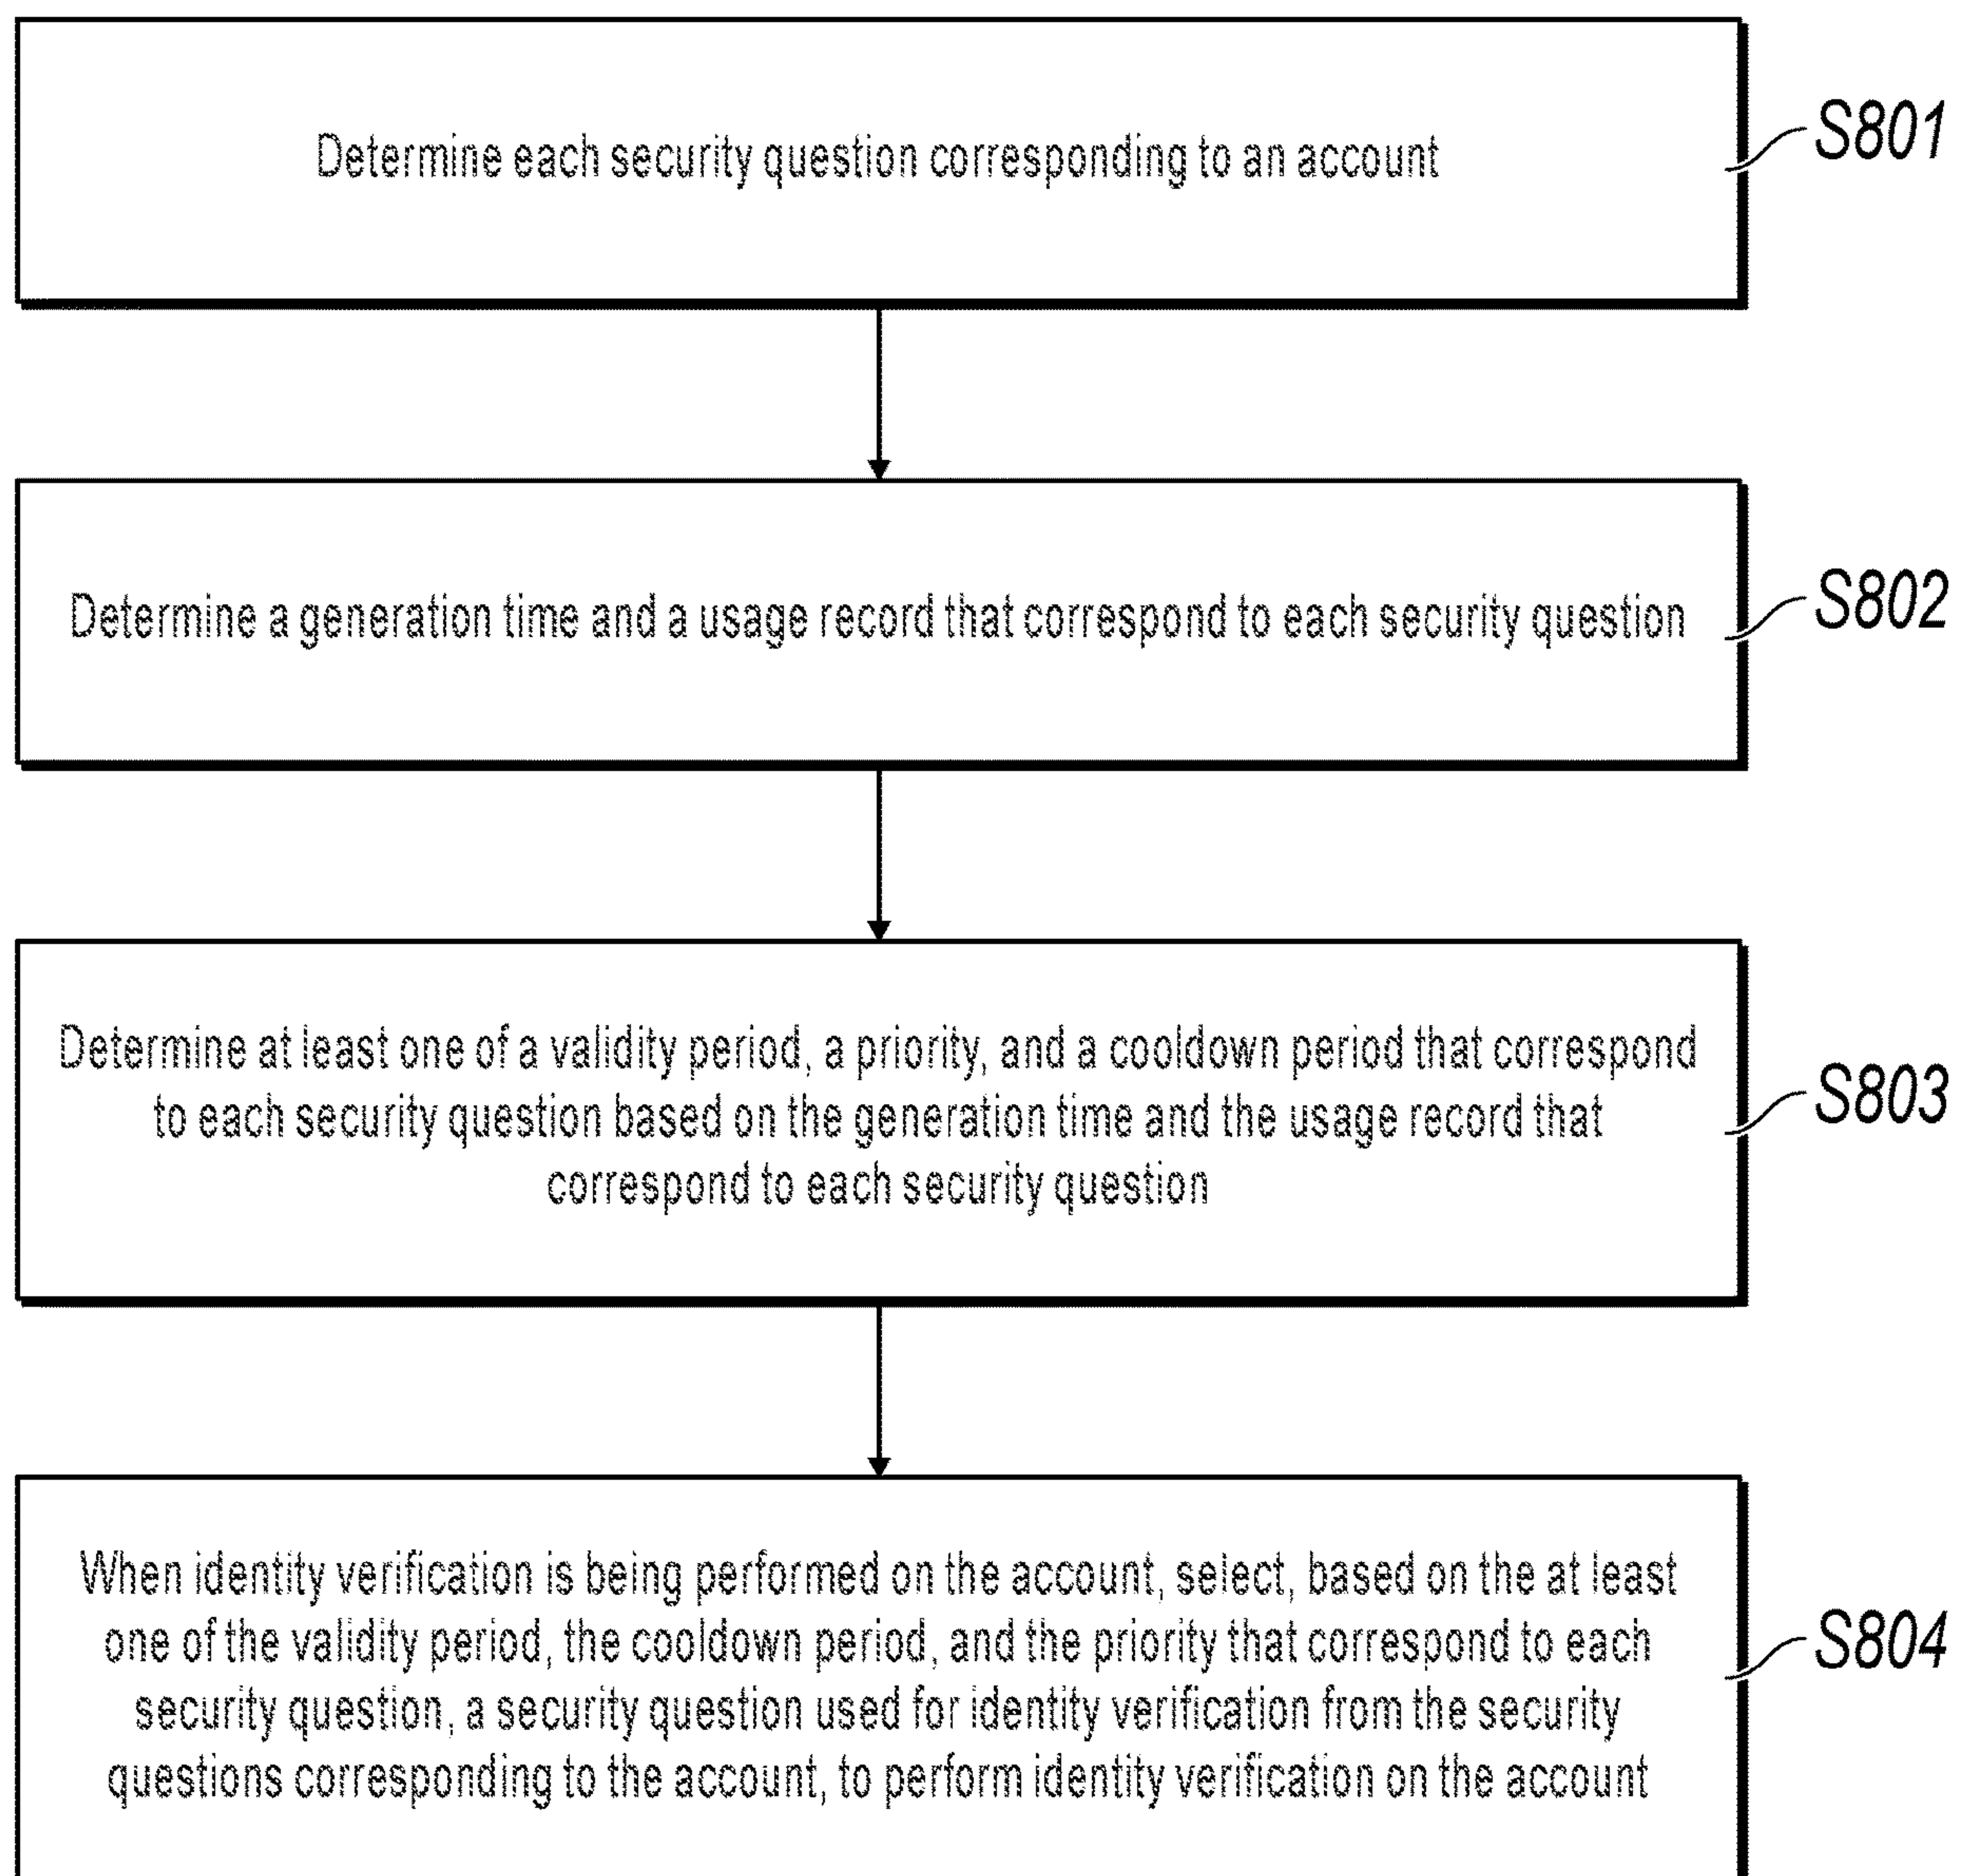 Determine each security question corresponding to an account
S801
Determine a generation time and a usage record that correspond to each security question
S802
Determine at least one of a validity period, a priority, and a cooldown period that correspond
to each security question based on the generation time and the usage record that
correspond to each security question
S803
When identity verification is being performed on the account, select, based on the at least
one of the validity period, the cooldown period, and the priority that correspond to each
security question, a security question used for identity verification from the security
questions corresponding to the account, to perform identity verification on the account
S804